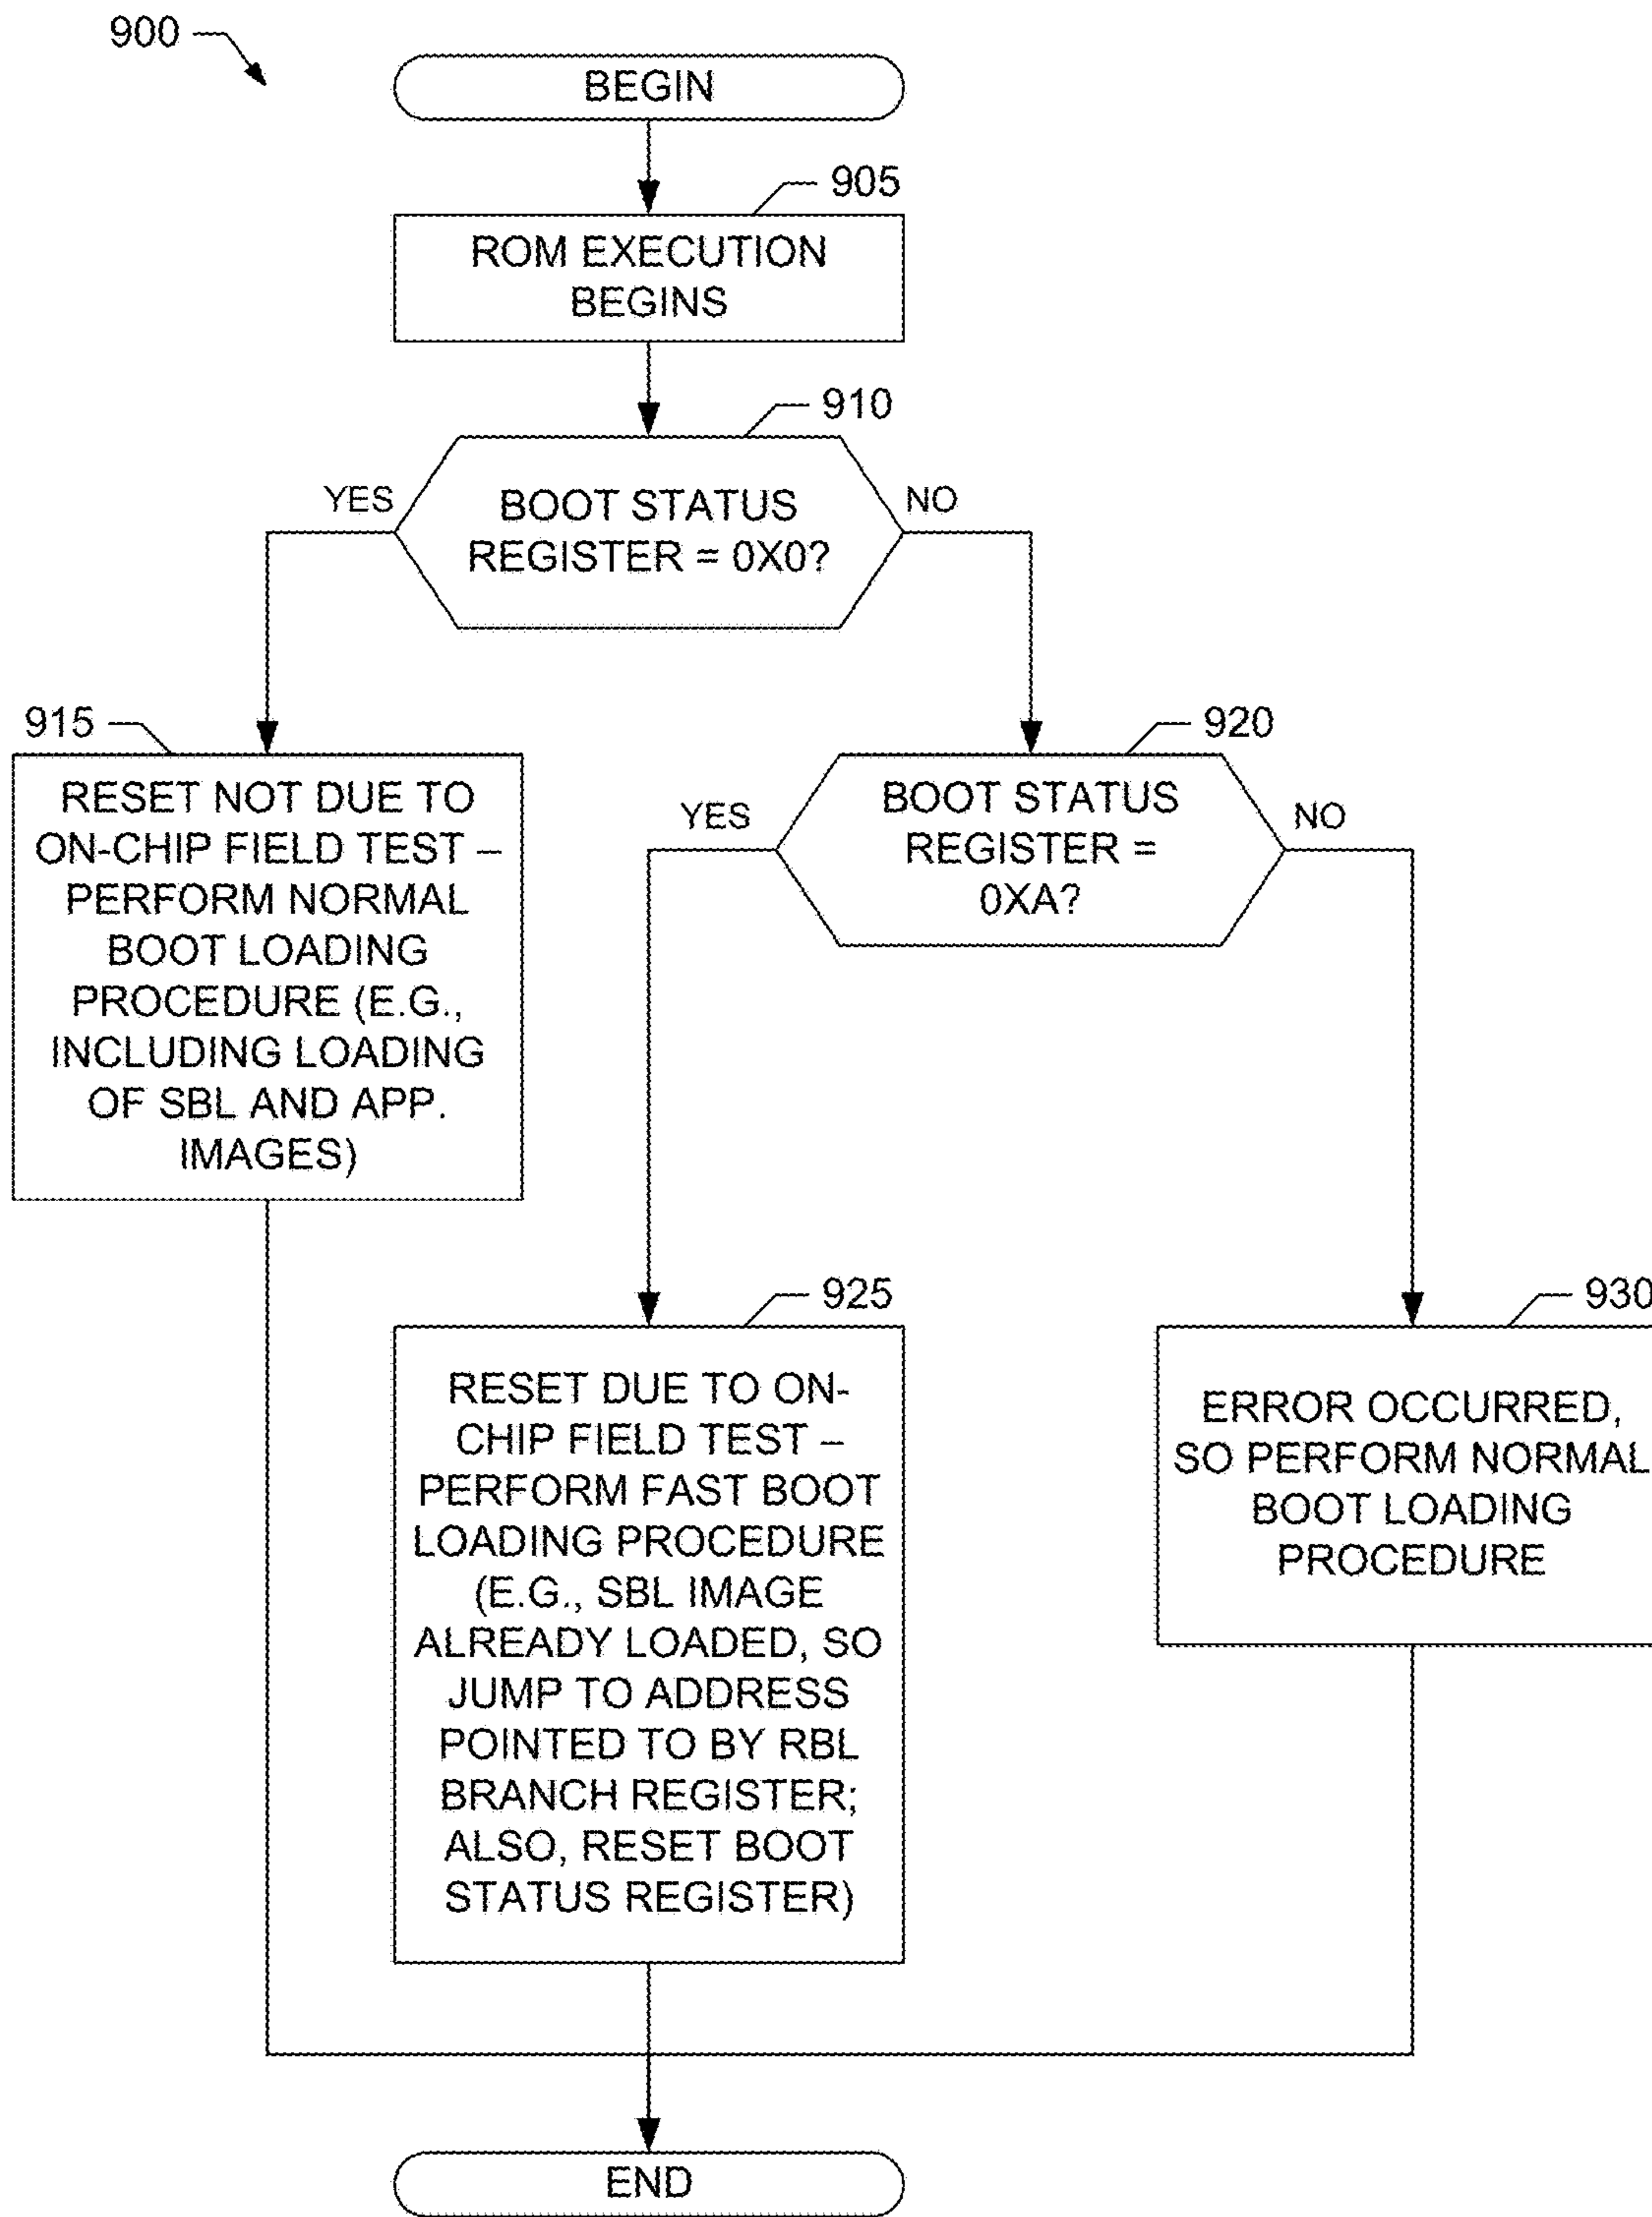 900
BEGIN
905
ROM EXECUTION
BEGINS
910
YES
BOOT STATUS
REGISTER = 0X0?
NO
915
RESET NOT DUE TO
ON-CHIP FIELD TEST –
PERFORM NORMAL
BOOT LOADING
PROCEDURE (E.G.,
INCLUDING LOADING
OF SBL AND APP.
IMAGES)
920
YES
BOOT STATUS
REGISTER =
0XA?
NO
925
RESET DUE TO ON-
CHIP FIELD TEST –
PERFORM FAST BOOT
LOADING PROCEDURE
(E.G., SBL IMAGE
ALREADY LOADED, SO
JUMP TO ADDRESS
POINTED TO BY RBL
BRANCH REGISTER;
ALSO, RESET BOOT
STATUS REGISTER)
930
ERROR OCCURRED,
SO PERFORM NORMAL
BOOT LOADING
PROCEDURE
END